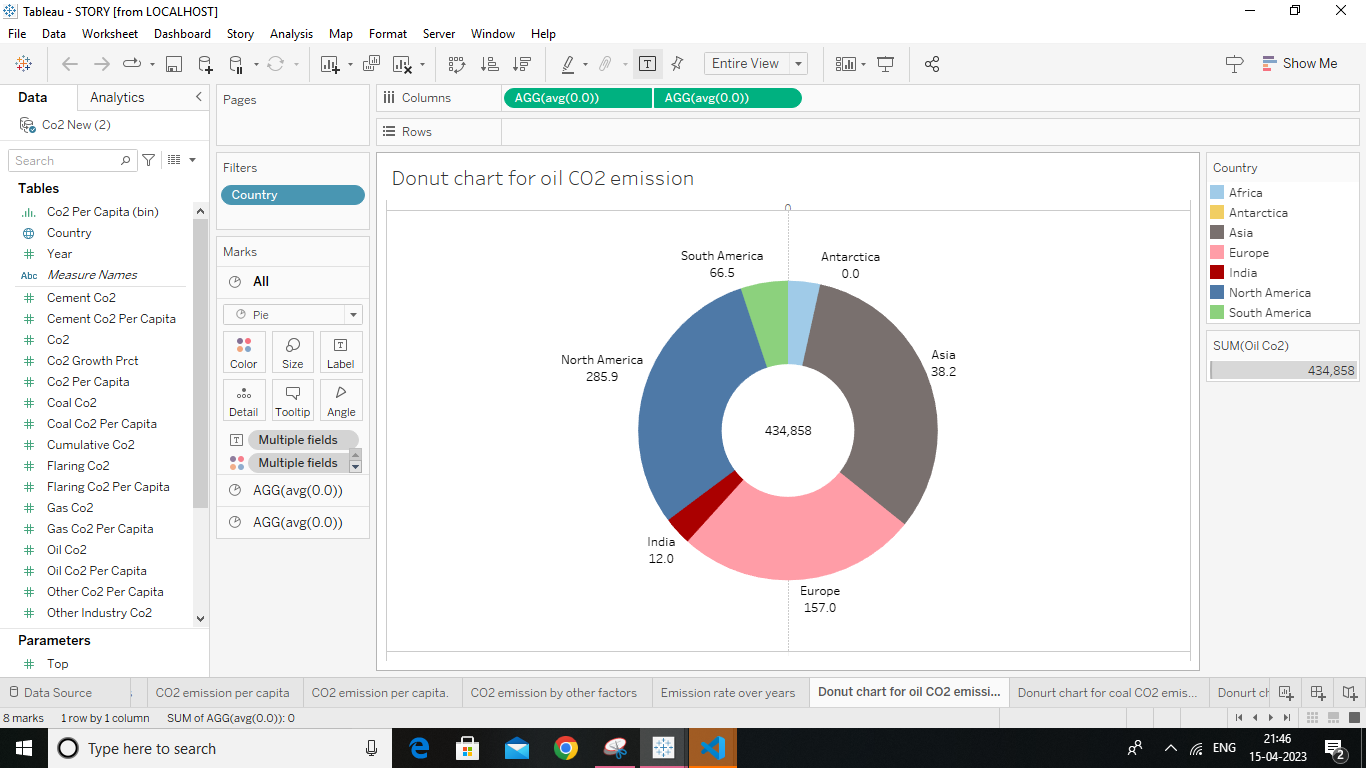 Tableau - STORY [from LOCALHOST]
File Data Worksheet Dashboard Story Analysis Map Format Server Window Help
Entire View
Show Me
Data Analytics
Co2 New (2)
Search
Tables
Co2 Per Capita (bin)
Country
Year
Abc Measure Names
Cement Co2
Cement Co2 Per Capita
Co2
Co2 Growth Prct
Co2 Per Capita
Coal Co2
Coal Co2 Per Capita
Cumulative Co2
Flaring Co2
Flaring Co2 Per Capita
Gas Co2
Gas Co2 Per Capita
Oil Co2
Oil Co2 Per Capita
Other Co2 Per Capita
Other Industry Co2
Parameters
Top
Pages
Filters
Country
Marks
All
Pie
Color Size Label
Detail Tooltip Angle
Multiple fields
Multiple fields
AGG(avg(0.0))
AGG(avg(0.0))
Columns AGG(avg(0.0)) AGG(avg(0.0))
Rows
Donut chart for oil CO2 emission
0
South America
66.5
Antarctica
0.0
North America
285.9
Asia
38.2
434,858
India
12.0
Europe
157.0
Country
Africa
Antarctica
Asia
Europe
India
North America
South America
SUM(Oil Co2)
434,858
Data Source CO2 emission per capita CO2 emission per capita. CO2 emission by other factors Emission rate over years Donut chart for oil CO2 emissi... Donurt chart for coal CO2 emis... Donurt ch
8 marks 1 row by 1 column SUM of AGG(avg(0.0)): 0
Type here to search
ENG
21:46
15-04-2023
2